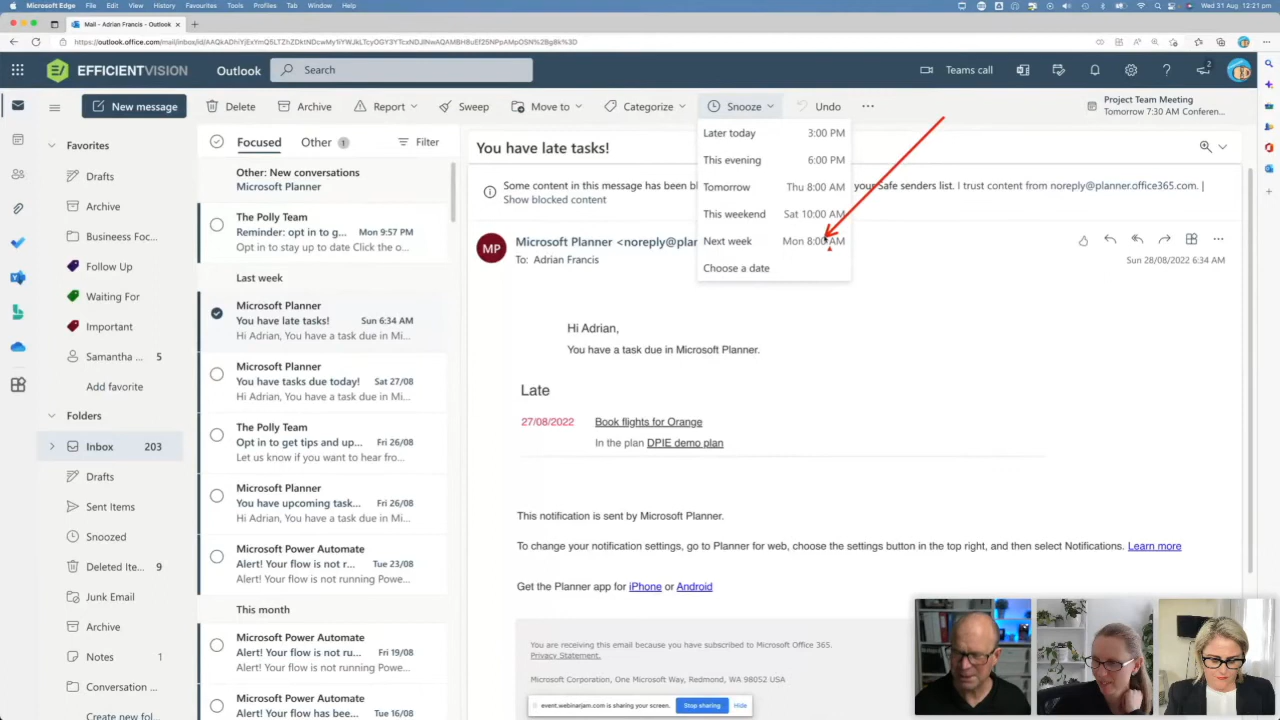 Microsoft Edge File Edit View History Favourites Tools Profiles Tab Window Help
Wed 31 Aug 12:21 pm
Mail - Adrian Francis - Outlook
EFFICIENTVISION Outlook Search Teams call 2
New message Delete Archive Report Sweep Move to Categorize Snooze Undo
Project Team Meeting
Tomorrow 7:30 AM Conferen...
Favorites
Drafts
Archive
Busineess Foc...
Follow Up
Waiting For
Important
Samantha ... 5
Add favorite
Folders
Inbox 203
Drafts
Sent Items
Snoozed
Deleted Ite... 9
Junk Email
Archive
Notes 1
Conversation ...
Create new fol...
Focused Other 1 Filter
Other: New conversations
Microsoft Planner
The Polly Team
Reminder: opt in to g... Mon 9:57 PM
Opt in to stay up to date Click the o...
Last week
Microsoft Planner
You have late tasks! Sun 6:34 AM
Hi Adrian, You have a task due in Mi...
Microsoft Planner
You have tasks due today! Sat 27/08
Hi Adrian, You have a task due in Mi...
The Polly Team
Opt in to get tips and up... Fri 26/08
Let us know if you want to hear fro...
Microsoft Planner
You have upcoming task... Fri 26/08
Hi Adrian, You have a task due in Mi...
Microsoft Power Automate
Alert! Your flow is not r... Tue 23/08
Alert! Your flow is not running Powe...
This month
Microsoft Power Automate
Alert! Your flow is not ru... Fri 19/08
Alert! Your flow is not running Powe...
Microsoft Power Automate
Alert! Your flow has bee... Tue 16/08
Later today 3:00 PM
This evening 6:00 PM
Tomorrow Thu 8:00 AM
This weekend Sat 10:00 AM
Next week Mon 8:00 AM
Choose a date
You have late tasks!
Some content in this message has been bl
your Safe senders list. I trust content from noreply@planner.office365.com. |
Show blocked content
MP
Microsoft Planner <noreply@plar
To: Adrian Francis
Sun 28/08/2022 6:34 AM
Hi Adrian,
You have a task due in Microsoft Planner.
Late
27/08/2022 Book flights for Orange
In the plan DPIE demo plan
This notification is sent by Microsoft Planner.
To change your notification settings, go to Planner for web, choose the settings button in the top right, and then select Notifications. Learn more
Get the Planner app for iPhone or Android
You are receiving this email because you have subscribed to Microsoft Office 365.
Privacy Statement.
Microsoft Corporation, One Microsoft Way, Redmond, WA 98052 USA
event.webinarjam.com is sharing your screen. Stop sharing Hide